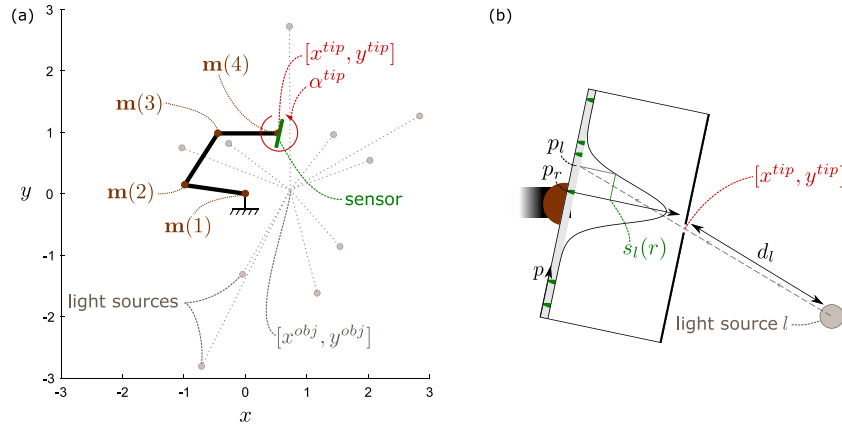 (a)
3
2
1
0
-1
-2
-3
-3
-2
-1
0
1
2
3
x
y
m(4)
m(3)
m(2)
m(1)
[x^{tip}, y^{tip}]
α^{tip}
sensor
light sources
[x^{obj}, y^{obj}]
(b)
p_l
p_r
p
s_l(r)
[x^{tip}, y^{tip}]
d_l
light source l